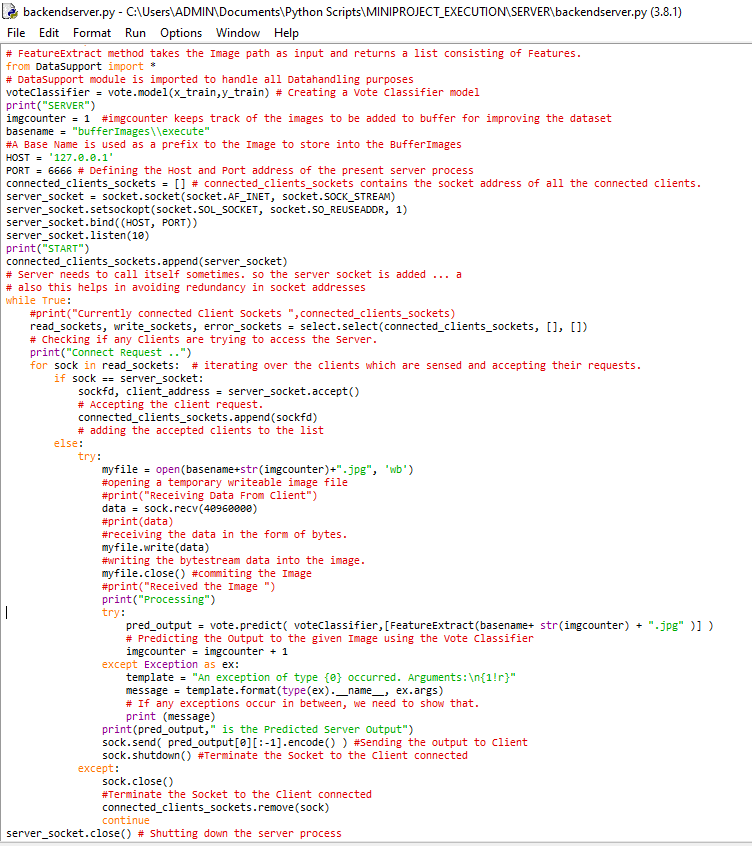 backendserver.py - C:\Users\ADMIN\Documents\Python Scripts\MINIPROJECT_EXECUTION\SERVER\backendserver.py (3.8.1)
File Edit Format Run Options Window Help
# FeatureExtract method takes the Image path as input and returns a list consisting of Features.
from DataSupport import *
# DataSupport module is imported to handle all Datahandling purposes
voteClassifier = vote.model(x_train,y_train) # Creating a Vote Classifier model
print("SERVER")
imgcounter = 1  #imgcounter keeps track of the images to be added to buffer for improving the dataset
basename = "bufferImages\\execute"
#A Base Name is used as a prefix to the Image to store into the BufferImages
HOST = '127.0.0.1'
PORT = 6666 # Defining the Host and Port address of the present server process
connected_clients_sockets = [] # connected_clients_sockets contains the socket address of all the connected clients.
server_socket = socket.socket(socket.AF_INET, socket.SOCK_STREAM)
server_socket.setsockopt(socket.SOL_SOCKET, socket.SO_REUSEADDR, 1)
server_socket.bind((HOST, PORT))
server_socket.listen(10)
print("START")
connected_clients_sockets.append(server_socket)
# Server needs to call itself sometimes. so the server socket is added ... a
# also this helps in avoiding redundancy in socket addresses
while True:
    #print("Currently connected Client Sockets ",connected_clients_sockets)
    read_sockets, write_sockets, error_sockets = select.select(connected_clients_sockets, [], [])
    # Checking if any Clients are trying to access the Server.
    print("Connect Request ..")
    for sock in read_sockets:  # iterating over the clients which are sensed and accepting their requests.
        if sock == server_socket:
            sockfd, client_address = server_socket.accept()
            # Accepting the client request.
            connected_clients_sockets.append(sockfd)
            # adding the accepted clients to the list
        else:
            try:
                myfile = open(basename+str(imgcounter)+".jpg", 'wb')
                #opening a temporary writeable image file
                #print("Receiving Data From Client")
                data = sock.recv(40960000)
                #print(data)
                #receiving the data in the form of bytes.
                myfile.write(data)
                #writing the bytestream data into the image.
                myfile.close() #commiting the Image
                #print("Received the Image ")
                print("Processing")
                try:
                    pred_output = vote.predict( voteClassifier,[FeatureExtract(basename+ str(imgcounter) + ".jpg" )] )
                    # Predicting the Output to the given Image using the Vote Classifier
                    imgcounter = imgcounter + 1
                except Exception as ex:
                    template = "An exception of type {0} occurred. Arguments:\n{1!r}"
                    message = template.format(type(ex).__name__, ex.args)
                    # If any exceptions occur in between, we need to show that.
                    print (message)
                print(pred_output," is the Predicted Server Output")
                sock.send( pred_output[0][:-1].encode() ) #Sending the output to Client
                sock.shutdown() #Terminate the Socket to the Client connected
            except:
                sock.close()
                #Terminate the Socket to the Client connected
                connected_clients_sockets.remove(sock)
                continue
server_socket.close() # Shutting down the server process